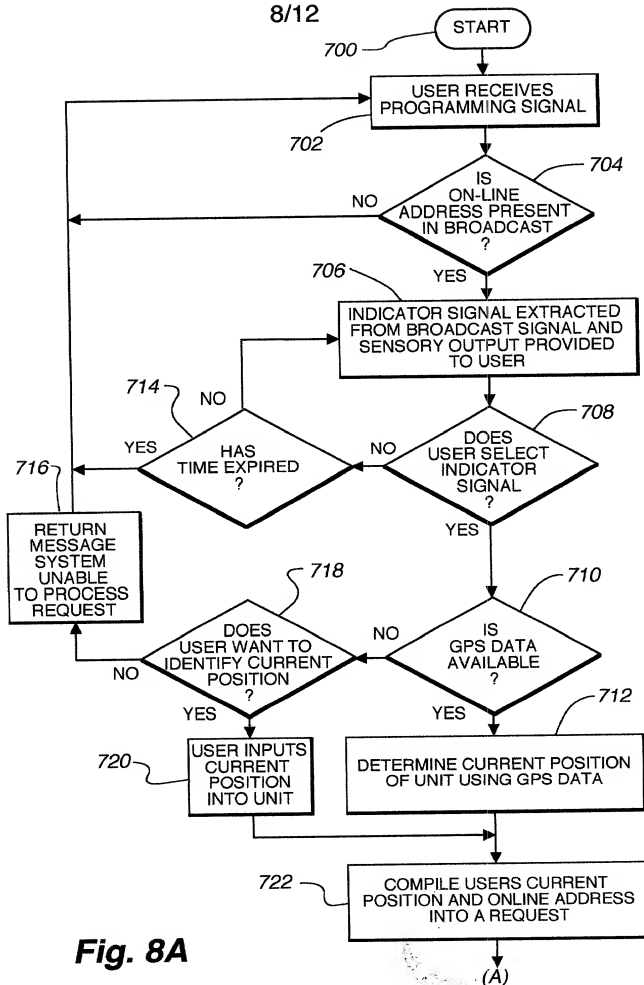 8/12
START
700
USER RECEIVES
PROGRAMMING SIGNAL
702
IS
ON-LINE
ADDRESS PRESENT
IN BROADCAST
?
704
NO
YES
706
INDICATOR SIGNAL EXTRACTED
FROM BROADCAST SIGNAL AND
SENSORY OUTPUT PROVIDED
TO USER
714
NO
708
YES
HAS
TIME EXPIRED
?
NO
DOES
USER SELECT
INDICATOR
SIGNAL
?
716
YES
RETURN
MESSAGE
SYSTEM
UNABLE
TO PROCESS
REQUEST
718
710
DOES
USER WANT TO
IDENTIFY CURRENT
POSITION
?
NO
IS
GPS DATA
AVAILABLE
?
NO
YES
YES
712
720
USER INPUTS
CURRENT
POSITION
INTO UNIT
DETERMINE CURRENT POSITION
OF UNIT USING GPS DATA
722
COMPILE USERS CURRENT
POSITION AND ONLINE ADDRESS
INTO A REQUEST
Fig. 8A
(A)